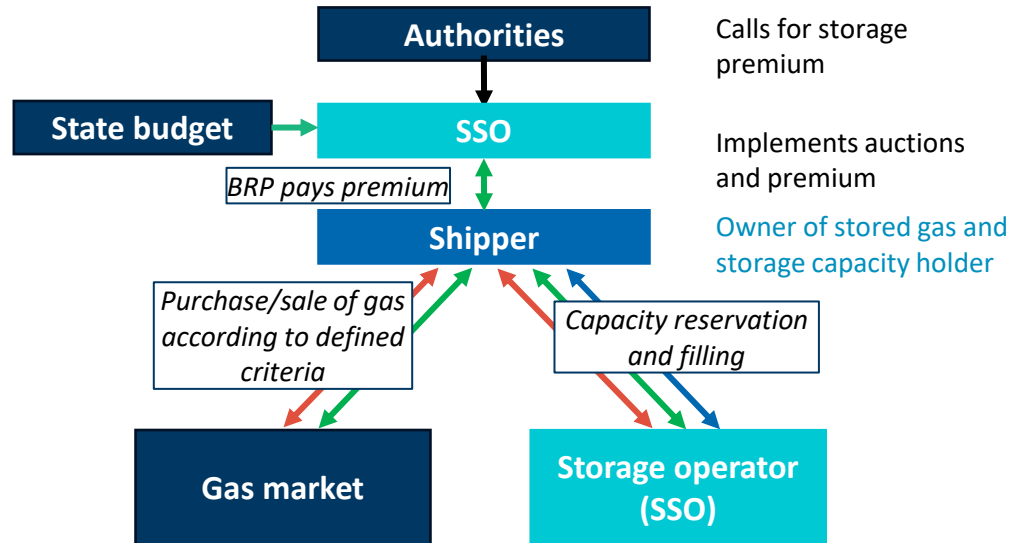 Authorities
Calls for storage
premium
State budget
SSO
Implements auctions
and premium
BRP pays premium
Shipper
Owner of stored gas and
storage capacity holder
Purchase/sale of gas
according to defined
criteria
Capacity reservation
and filling
Gas market
Storage operator
(SSO)